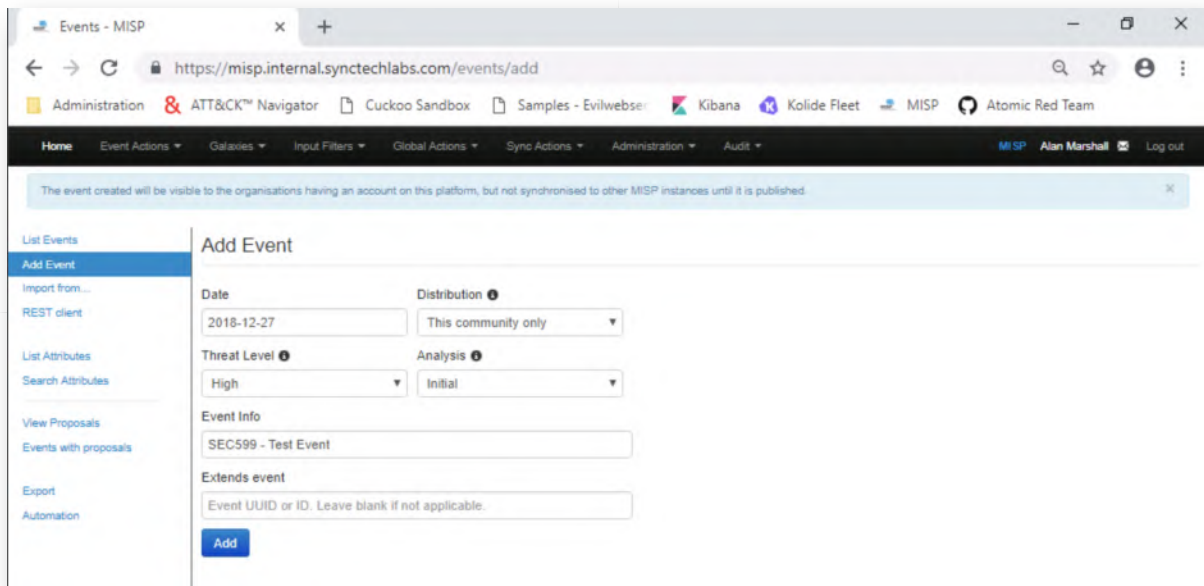 Events - MISP
https://misp.internal.synctechlabs.com/events/add
Administration ATT&CK™ Navigator Cuckoo Sandbox Samples - Evilwebser Kibana Kolide Fleet MISP Atomic Red Team
Home Event Actions Galaxies Input Filters Global Actions Sync Actions Administration Audit MISP Alan Marshall Log out
The event created will be visible to the organisations having an account on this platform, but not synchronised to other MISP instances until it is published.
List Events
Add Event
Import from...
REST client
List Attributes
Search Attributes
View Proposals
Events with proposals
Export
Automation
Add Event
Date Distribution
2018-12-27 This community only
Threat Level Analysis
High Initial
Event Info
SEC599 - Test Event
Extends event
Event UUID or ID. Leave blank if not applicable.
Add